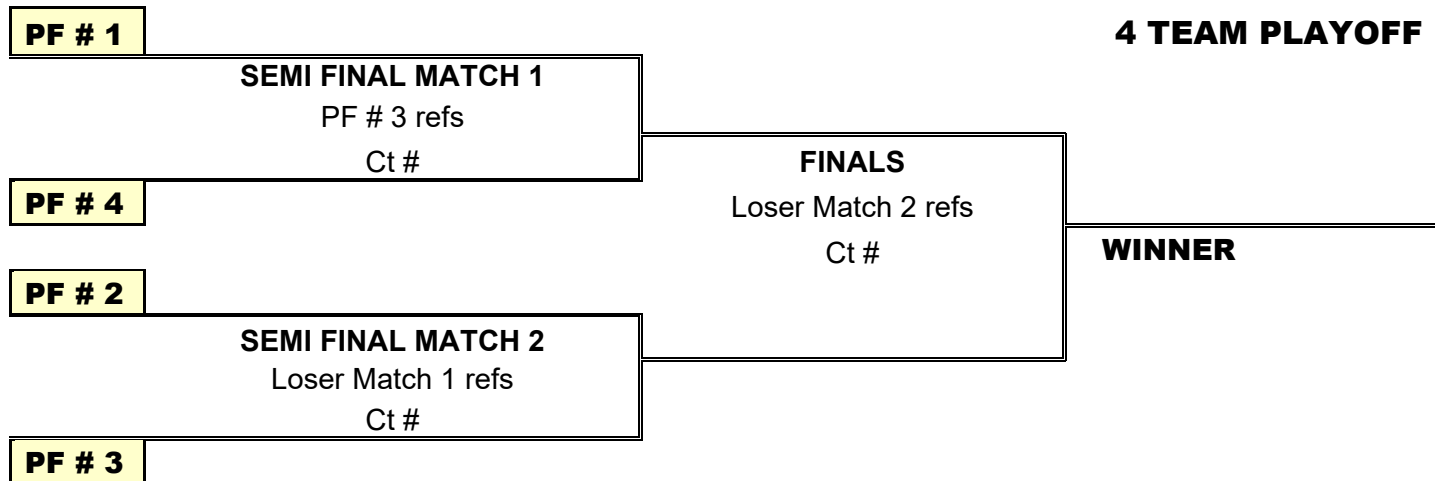 PF # 1
4 TEAM PLAYOFF
SEMI FINAL MATCH 1
PF # 3 refs
Ct #
PF # 4
FINALS
Loser Match 2 refs
Ct #
WINNER
PF # 2
SEMI FINAL MATCH 2
Loser Match 1 refs
Ct #
PF # 3